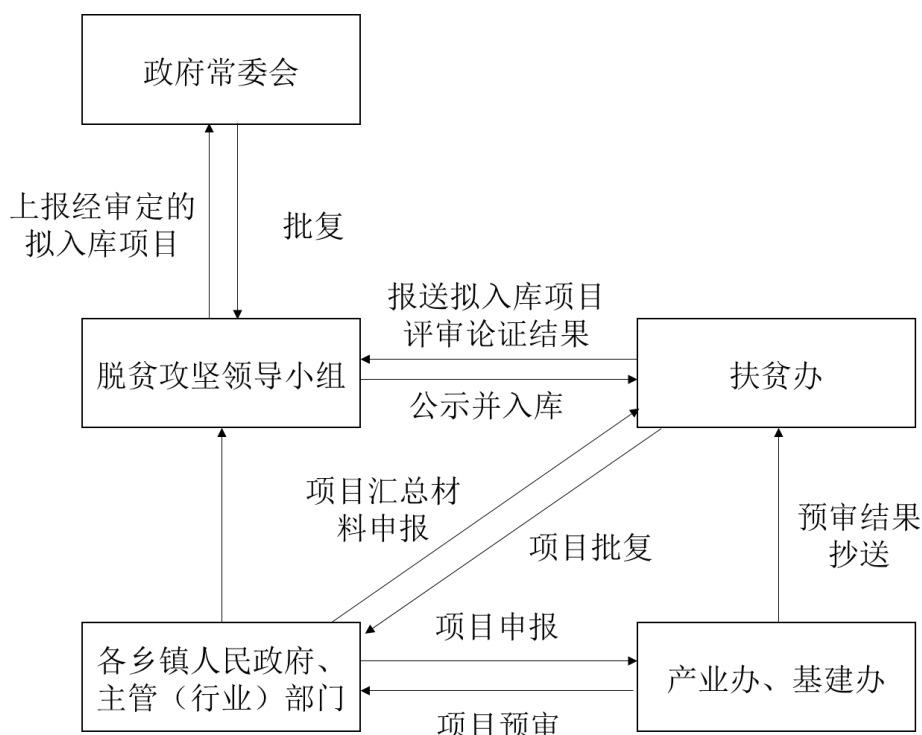 政府常委会
上报经审定的
拟入库项目
批复
报送拟入库项目
评审论证结果
脱贫攻坚领导小组
扶贫办
公示并入库
项目汇总材
料申报
项目批复
预审结果
抄送
项目申报
各乡镇人民政府、
主管（行业）部门
产业办、基建办
项目预审